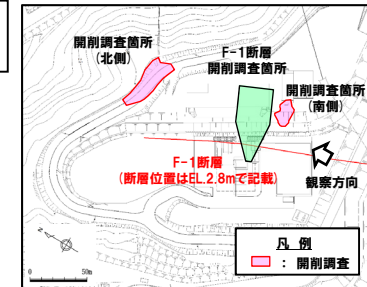 開削調査箇所
(北側)
F-1断層
開削調査箇所
開削調査箇所
(南側)
F-1断層
(断層位置はEL.2.8mで記載)
観察方向
N
0 50m
凡 例
： 開削調査